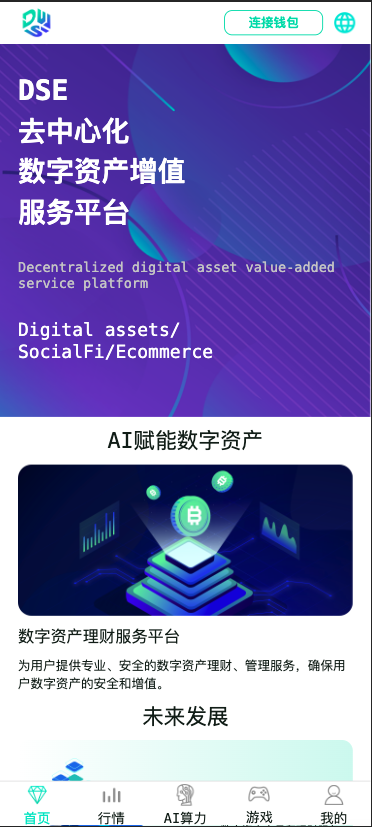 连接钱包
DSE
去中心化
数字资产增值
服务平台
Decentralized digital asset value-added
service platform
Digital assets/
SocialFi/Ecommerce
AI赋能数字资产
数字资产理财服务平台
为用户提供专业、安全的数字资产理财、管理服务，确保用
户数字资产的安全和增值。
未来发展
首页
行情
AI算力
游戏
我的